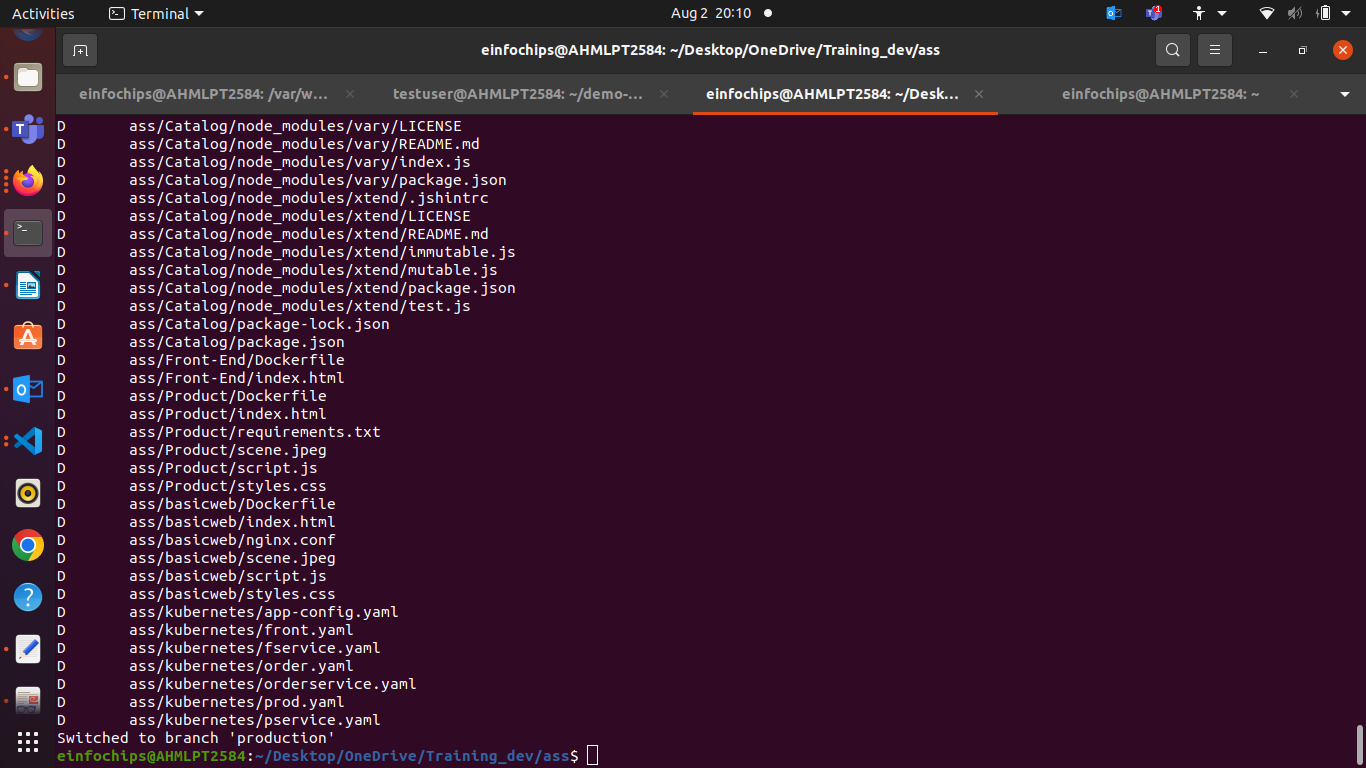 Activities
Terminal
Aug 2 20:10
1
einfochips@AHMLPT2584: ~/Desktop/OneDrive/Training_dev/ass
einfochips@AHMLPT2584: /var/w...
testuser@AHMLPT2584: ~/demo-...
einfochips@AHMLPT2584: ~/Desk...
einfochips@AHMLPT2584: ~
D ass/Catalog/node_modules/vary/LICENSE
D ass/Catalog/node_modules/vary/README.md
D ass/Catalog/node_modules/vary/index.js
D ass/Catalog/node_modules/vary/package.json
D ass/Catalog/node_modules/xtend/.jshintrc
D ass/Catalog/node_modules/xtend/LICENSE
D ass/Catalog/node_modules/xtend/README.md
D ass/Catalog/node_modules/xtend/immutable.js
D ass/Catalog/node_modules/xtend/mutable.js
D ass/Catalog/node_modules/xtend/package.json
D ass/Catalog/node_modules/xtend/test.js
D ass/Catalog/package-lock.json
D ass/Catalog/package.json
D ass/Front-End/Dockerfile
D ass/Front-End/index.html
D ass/Product/Dockerfile
D ass/Product/index.html
D ass/Product/requirements.txt
D ass/Product/scene.jpeg
D ass/Product/script.js
D ass/Product/styles.css
D ass/basicweb/Dockerfile
D ass/basicweb/index.html
D ass/basicweb/nginx.conf
D ass/basicweb/scene.jpeg
D ass/basicweb/script.js
D ass/basicweb/styles.css
D ass/kubernetes/app-config.yaml
D ass/kubernetes/front.yaml
D ass/kubernetes/fservice.yaml
D ass/kubernetes/order.yaml
D ass/kubernetes/orderservice.yaml
D ass/kubernetes/prod.yaml
D ass/kubernetes/pservice.yaml
Switched to branch 'production'
einfochips@AHMLPT2584:~/Desktop/OneDrive/Training_dev/ass$